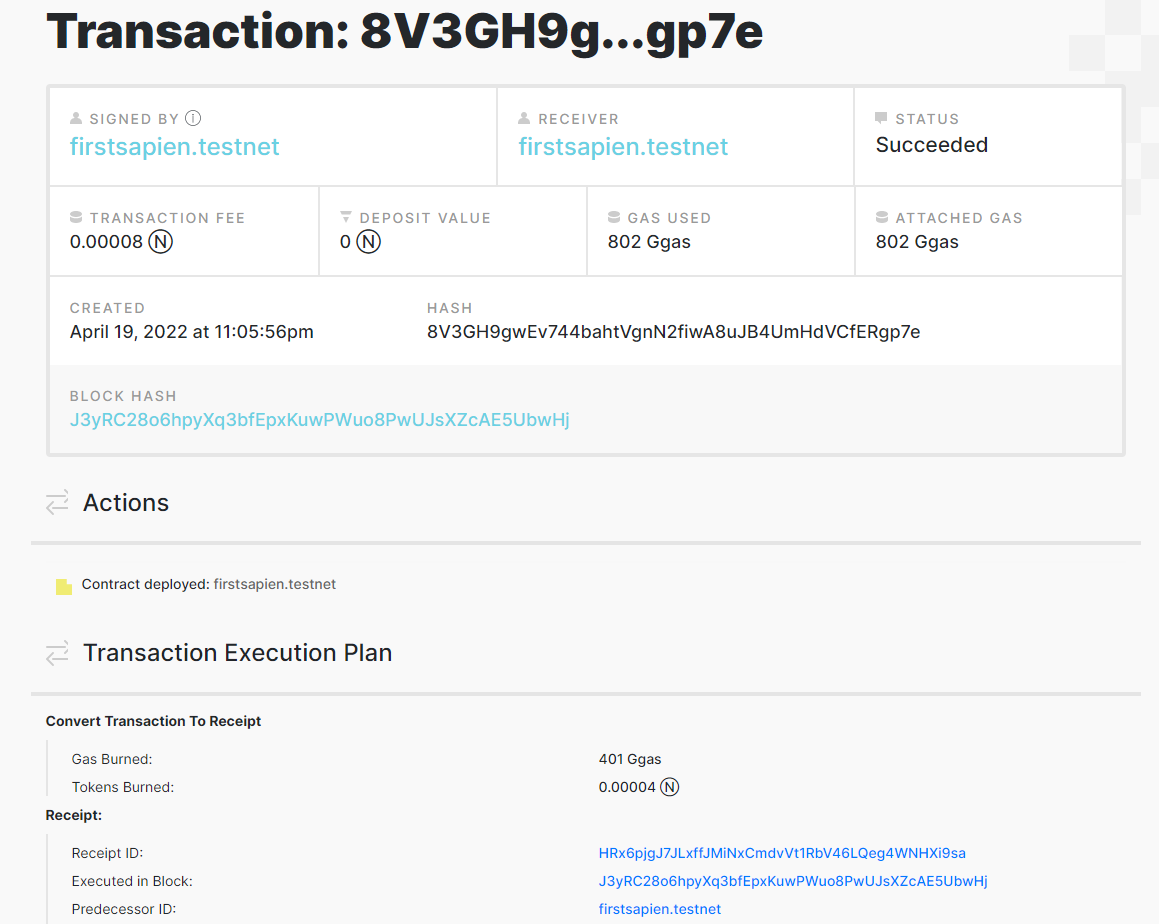 Transaction: 8V3GH9g...gp7e
SIGNED BY
RECEIVER
STATUS
firstsapien.testnet
firstsapien.testnet
Succeeded
TRANSACTION FEE
DEPOSIT VALUE
GAS USED
ATTACHED GAS
0.00008 Ⓝ
0 Ⓝ
802 Ggas
802 Ggas
CREATED
HASH
April 19, 2022 at 11:05:56pm
8V3GH9gwEv744bahtVgnN2fiwA8uJB4UmHdVCfERgp7e
BLOCK HASH
J3yRC28o6hpyXq3bfEpxKuwPWuo8PwUJsXZcAE5UbwHj
Actions
Contract deployed: firstsapien.testnet
Transaction Execution Plan
Convert Transaction To Receipt
Gas Burned: 401 Ggas
Tokens Burned: 0.00004 Ⓝ
Receipt:
Receipt ID: HRx6pjgJ7JLxffJMiNxCmdvVt1RbV46LQeg4WNHXi9sa
Executed in Block: J3yRC28o6hpyXq3bfEpxKuwPWuo8PwUJsXZcAE5UbwHj
Predecessor ID: firstsapien.testnet